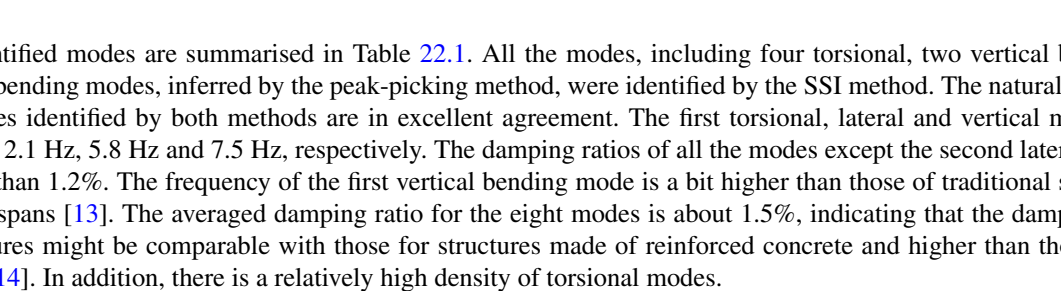 ntified modes are summarised in Table 22.1. All the modes, including four torsional, two vertical
bending modes, inferred by the peak-picking method, were identified by the SSI method. The natural
es identified by both methods are in excellent agreement. The first torsional, lateral and vertical
2.1 Hz, 5.8 Hz and 7.5 Hz, respectively. The damping ratios of all the modes except the second later
than 1.2%. The frequency of the first vertical bending mode is a bit higher than those of traditional
spans [13]. The averaged damping ratio for the eight modes is about 1.5%, indicating that the damp
ures might be comparable with those for structures made of reinforced concrete and higher than
14]. In addition, there is a relatively high density of torsional modes.